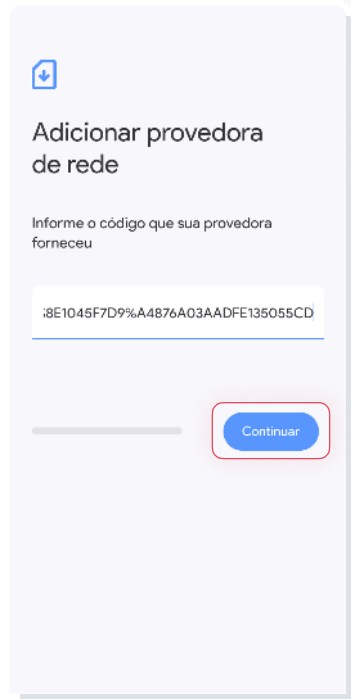 Adicionar provedora
de rede
Informe o código que sua provedora
forneceu
8E1045F7D9%A4876A03AADFE135055CD
Continuar